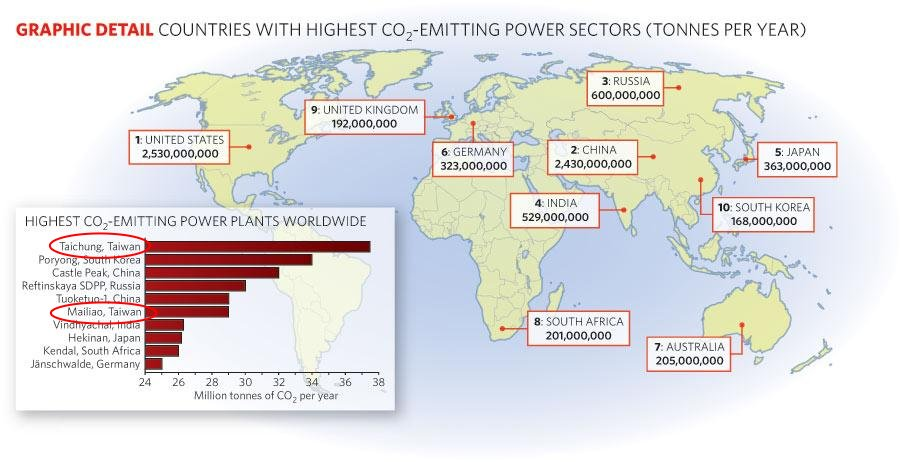 GRAPHIC DETAIL COUNTRIES WITH HIGHEST CO₂-EMITTING POWER SECTORS (TONNES PER YEAR)
3: RUSSIA
600,000,000
9: UNITED KINGDOM
192,000,000
1: UNITED STATES
2,530,000,000
6: GERMANY
323,000,000
2: CHINA
2,430,000,000
5: JAPAN
363,000,000
4: INDIA
529,000,000
10: SOUTH KOREA
168,000,000
8: SOUTH AFRICA
201,000,000
7: AUSTRALIA
205,000,000
HIGHEST CO₂-EMITTING POWER PLANTS WORLDWIDE
Taichung, Taiwan
Poryong, South Korea
Castle Peak, China
Reftinskaya SDPP, Russia
Tuoketuo-1, China
Mailiao, Taiwan
Vindhyachal, India
Hekinan, Japan
Kendal, South Africa
Jänschwalde, Germany
24 26 28 30 32 34 36 38
Million tonnes of CO₂ per year